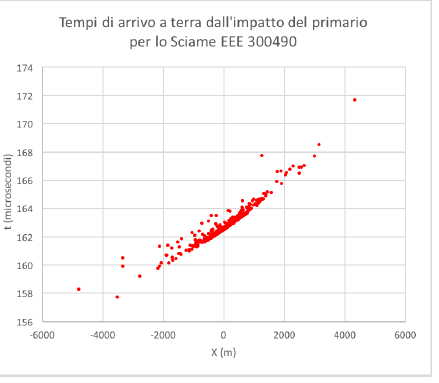 Tempi di arrivo a terra dall'impatto del primario
per lo Sciame EEE 300490
174
172
170
168
166
164
162
160
158
156
t (microsecondi)
-6000 -4000 -2000 0 2000 4000 6000
X (m)